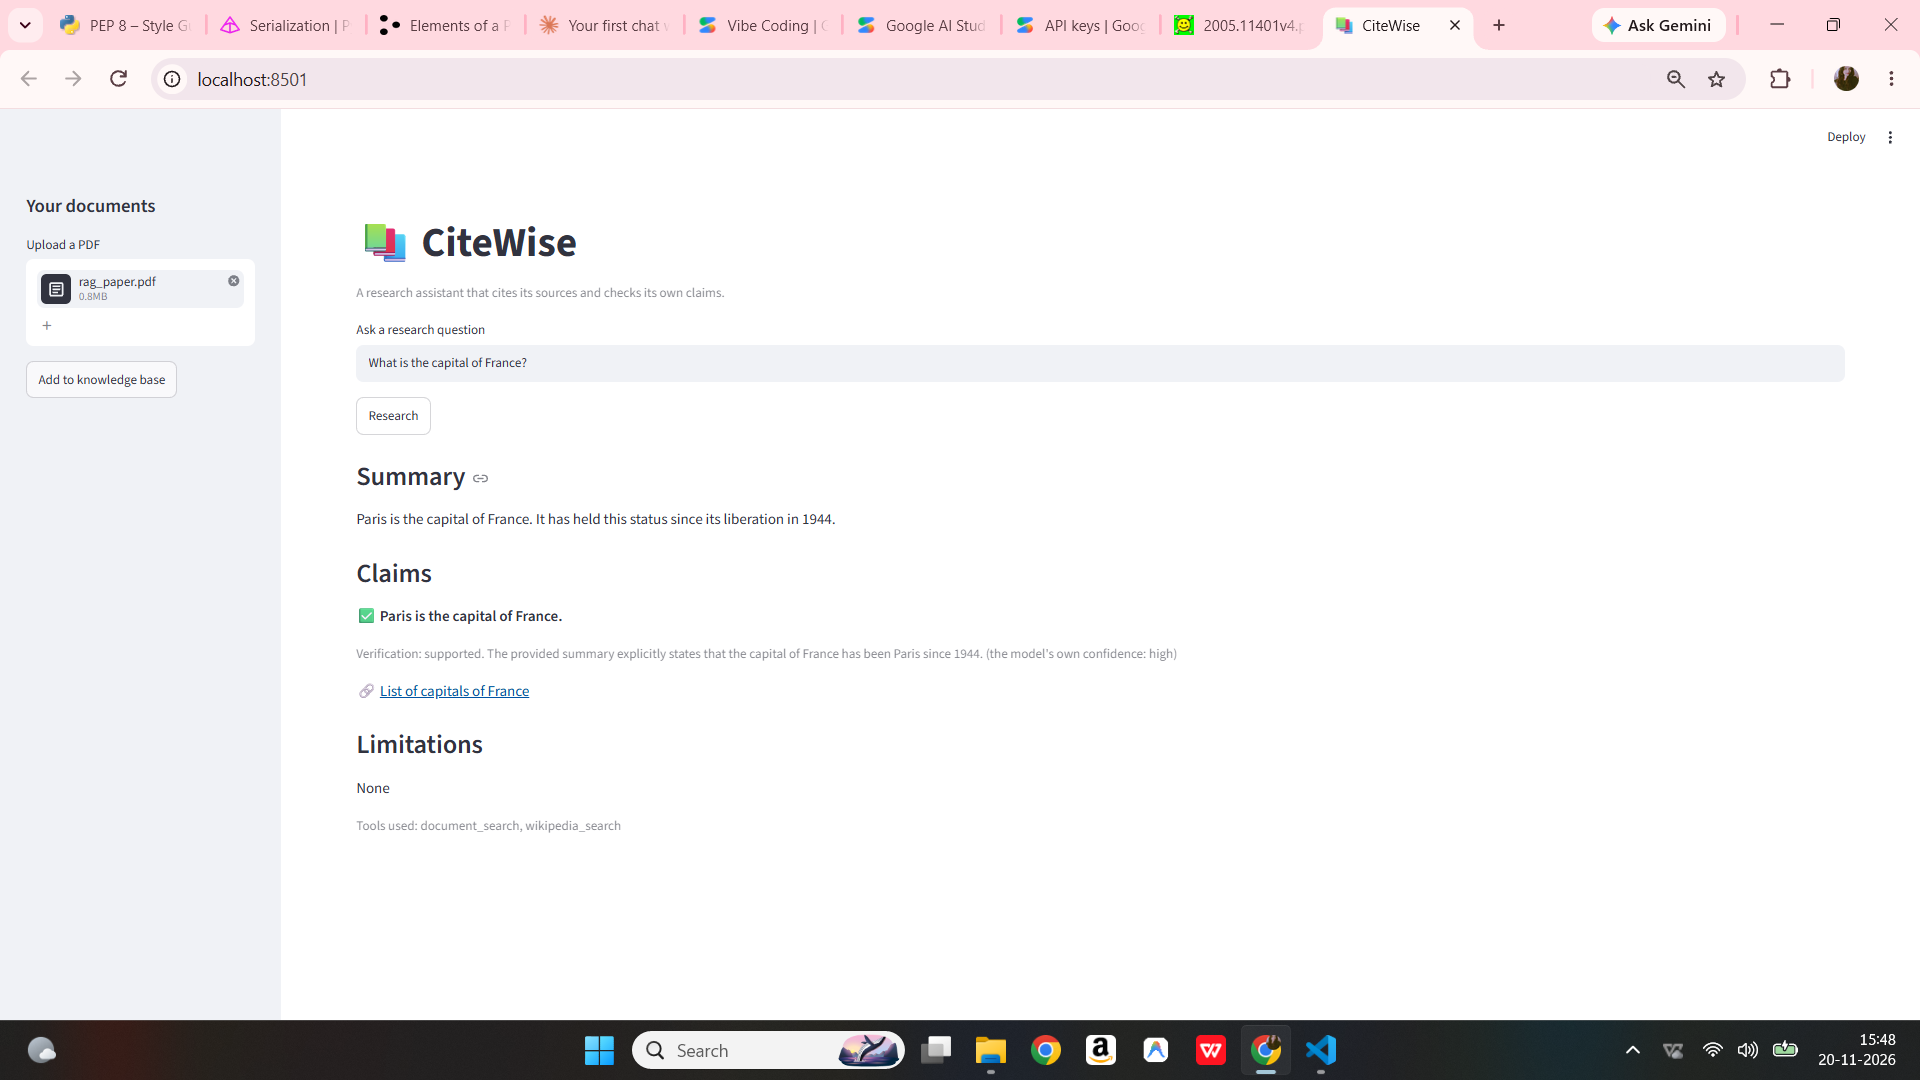 PEP 8 – Style G
Serialization | P
Elements of a P
Your first chat w
Vibe Coding | G
Google AI Stud
API keys | Goog
2005.11401v4.p
CiteWise
Ask Gemini
localhost:8501
Deploy
Your documents
Upload a PDF
rag_paper.pdf
0.8MB
Add to knowledge base
CiteWise
A research assistant that cites its sources and checks its own claims.
Ask a research question
What is the capital of France?
Research
Summary
Paris is the capital of France. It has held this status since its liberation in 1944.
Claims
Paris is the capital of France.
Verification: supported. The provided summary explicitly states that the capital of France has been Paris since 1944. (the model's own confidence: high)
List of capitals of France
Limitations
None
Tools used: document_search, wikipedia_search
Search
15:48
20-11-2026